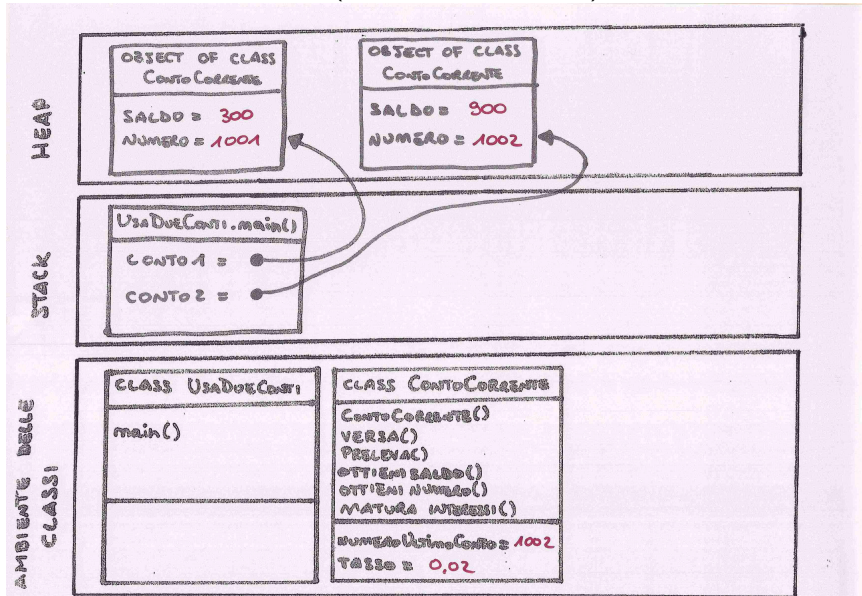 HEAP
OBJECT OF CLASS
ContoCorrente
SALDO = 300
NUMERO = 1001
OBJECT OF CLASS
ContoCorrente
SALDO = 900
NUMERO = 1002
STACK
UsaDueConti.main()
CONTO1 =
CONTO2 =
AMBIENTE DELLE
CLASSI
CLASS UsaDueConti
main()
CLASS ContoCorrente
ContoCorrente()
VERSA()
PRELEVA()
OTTIENI SALDO()
OTTIENI NUMERO()
MATURA INTERESSI()
NUMERO UltimoConto = 1002
TASSO = 0,02